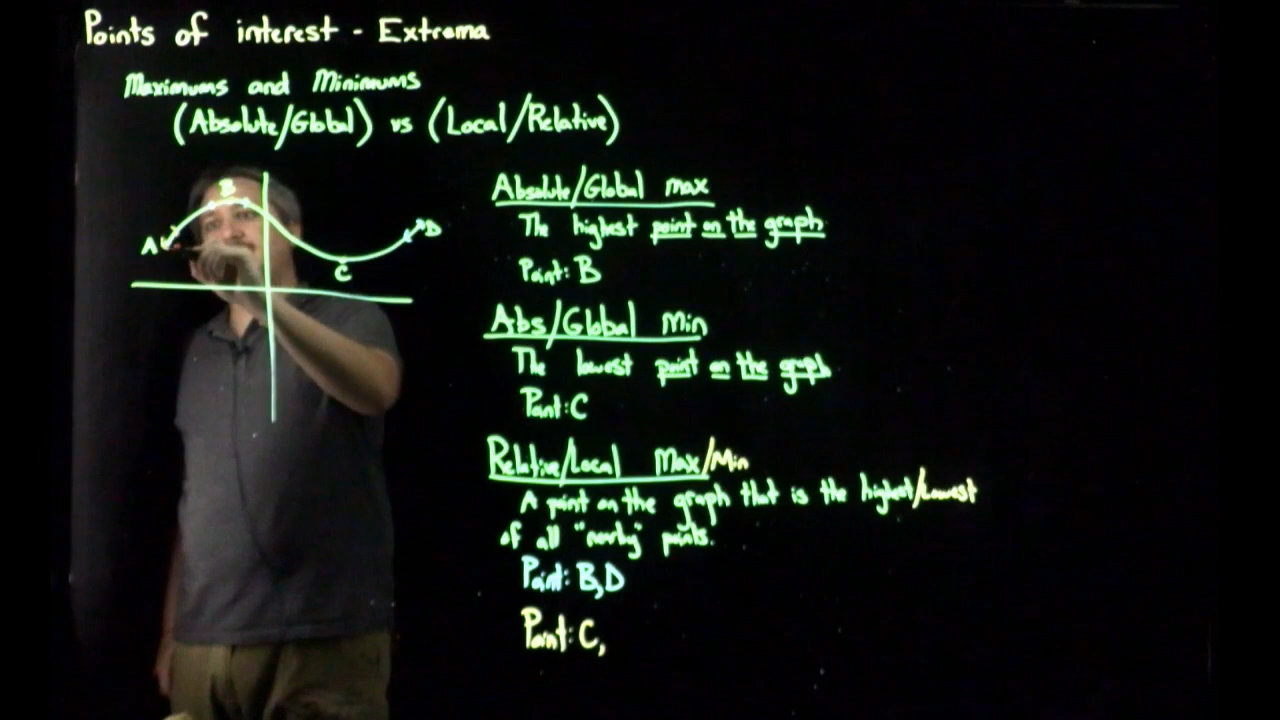 Points of interest - Extrema
Maximums and Minimums
(Absolute/Global) vs (Local/Relative)
B
A
D
C
Absolute/Global max
The highest point on the graph
Point: B
Abs/Global Min
The lowest point on the graph
Point: C
Relative/Local Max/Min
A point on the graph that is the highest/Lowest
of all "nearby" points.
Point: B, D
Point: C,